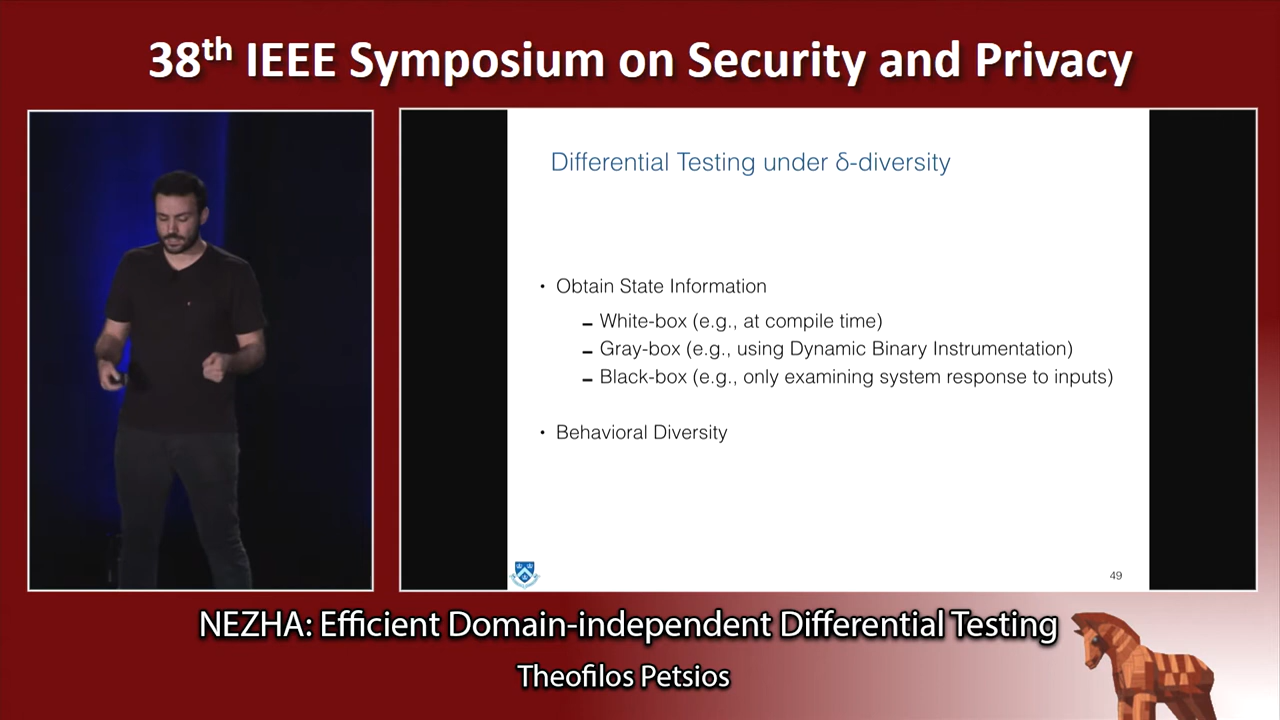 38th IEEE Symposium on Security and Privacy
Differential Testing under δ-diversity
• Obtain State Information
– White-box (e.g., at compile time)
– Gray-box (e.g., using Dynamic Binary Instrumentation)
– Black-box (e.g., only examining system response to inputs)
• Behavioral Diversity
49
NEZHA: Efficient Domain-independent Differential Testing
Theofilos Petsios